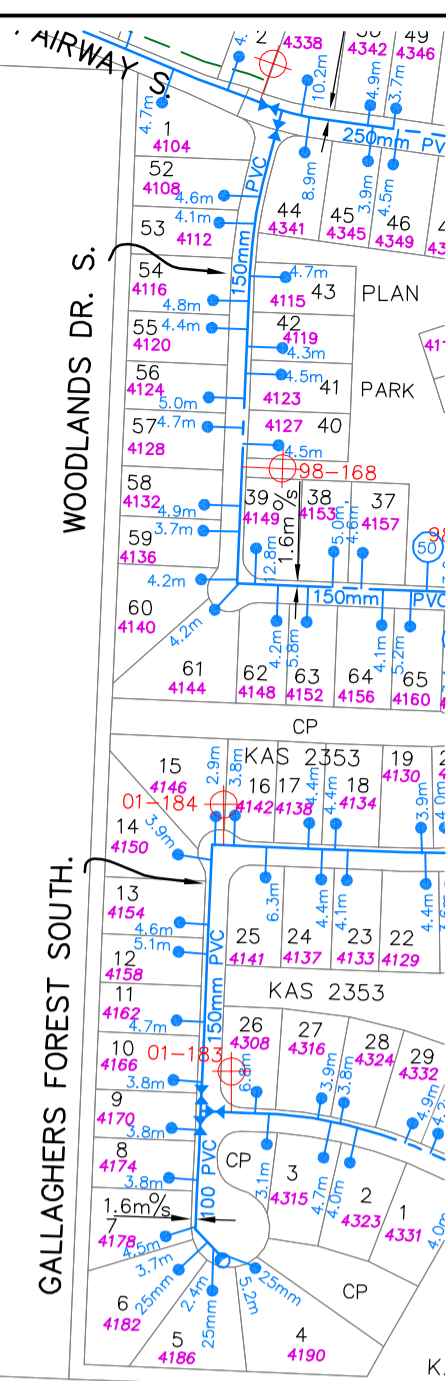 FAIRWAY S.
2
4338
4342
49
4346
10.2m
4.9m
3.7m
4.7m
1
4104
250mm
8.9m
3.9m
4.5m
52
4108
4.6m
PVC
53
4112
4.1m
44
4341
45
4345
46
4349
WOODLANDS DR. S.
150mm
54
4116
4.8m
4.7m
4115
43
PLAN
55
4120
4.4m
42
4119
4.3m
56
4124
5.0m
4.5m
4123
41
PARK
57
4128
4.7m
4127
40
4.5m
98-168
58
4132
4.9m
39
4149
38
4153
37
4157
1.6m O/S
12.8m
5.0m
4.6m
50
59
4136
3.7m
4.2m
150mm
PVC
60
4140
4.2m
4.2m
5.8m
4.1m
5.2m
61
4144
62
4148
63
4152
64
4156
65
4160
CP
KAS 2353
15
4146
2.9m
3.8m
16
4142
17
4138
4.4m
4.4m
18
4134
19
4130
3.9m
4.0m
01-184
14
4150
3.9m
GALLAGHERS FOREST SOUTH.
13
4154
4.6m
6.3m
4.4m
4.1m
4.4m
5.1m
PVC
12
4158
25
4141
24
4137
23
4133
22
4129
KAS 2353
11
4162
4.7m
150mm
26
4308
27
4316
28
4324
29
4332
10
4166
01-183
6.8m
3.9m
3.8m
4.9m
3.8m
9
4170
3.8m
8
4174
3.8m
CP
3.1m
3
4315
4.7m
4.0m
2
4323
1
4331
4.0m
100 PVC
1.6m O/S
7
4178
4.5m
3.7m
25mm
2.4m
25mm
5.2m
25mm
CP
6
4182
5
4186
4
4190
K